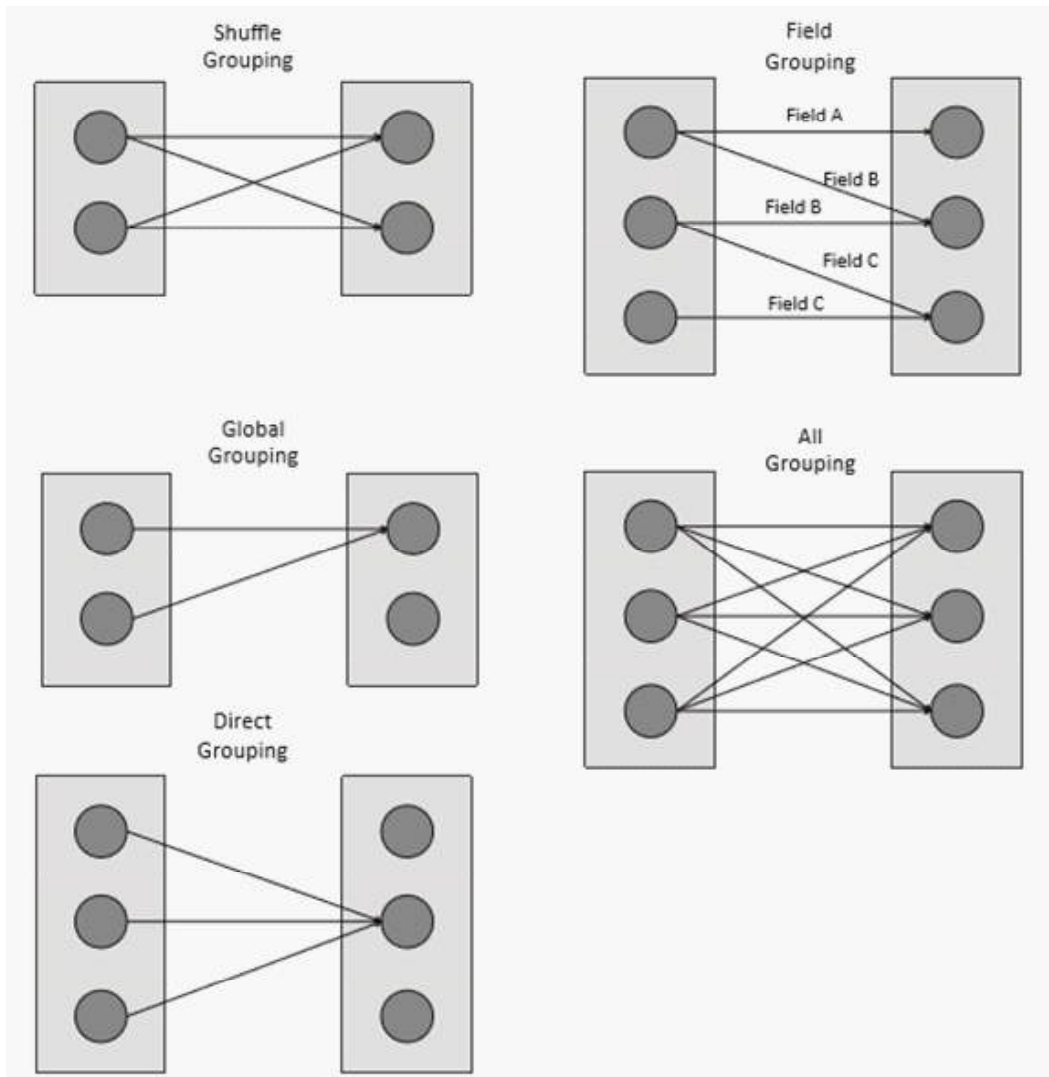 Shuffle
Grouping
Field
Grouping
Field A
Field B
Field B
Field C
Field C
Global
Grouping
All
Grouping
Direct
Grouping